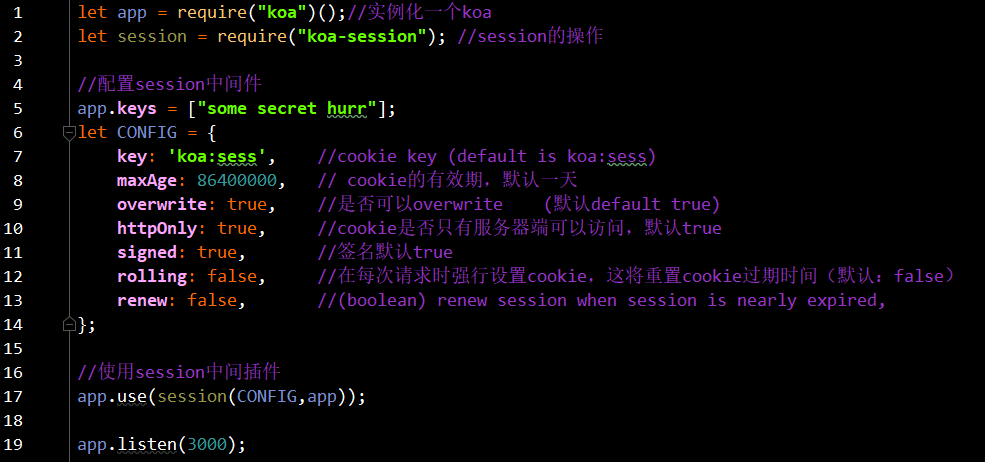 1 let app = require("koa")();//实例化一个koa
2 let session = require("koa-session"); //session的操作
3
4 //配置session中间件
5 app.keys = ["some secret hurr"];
6 let CONFIG = {
7 key: 'koa:sess', //cookie key (default is koa:sess)
8 maxAge: 86400000, // cookie的有效期，默认一天
9 overwrite: true, //是否可以overwrite (默认default true)
10 httpOnly: true, //cookie是否只有服务器端可以访问，默认true
11 signed: true, //签名默认true
12 rolling: false, //在每次请求时强行设置cookie，这将重置cookie过期时间（默认：false）
13 renew: false, //(boolean) renew session when session is nearly expired,
14 };
15
16 //使用session中间插件
17 app.use(session(CONFIG,app));
18
19 app.listen(3000);